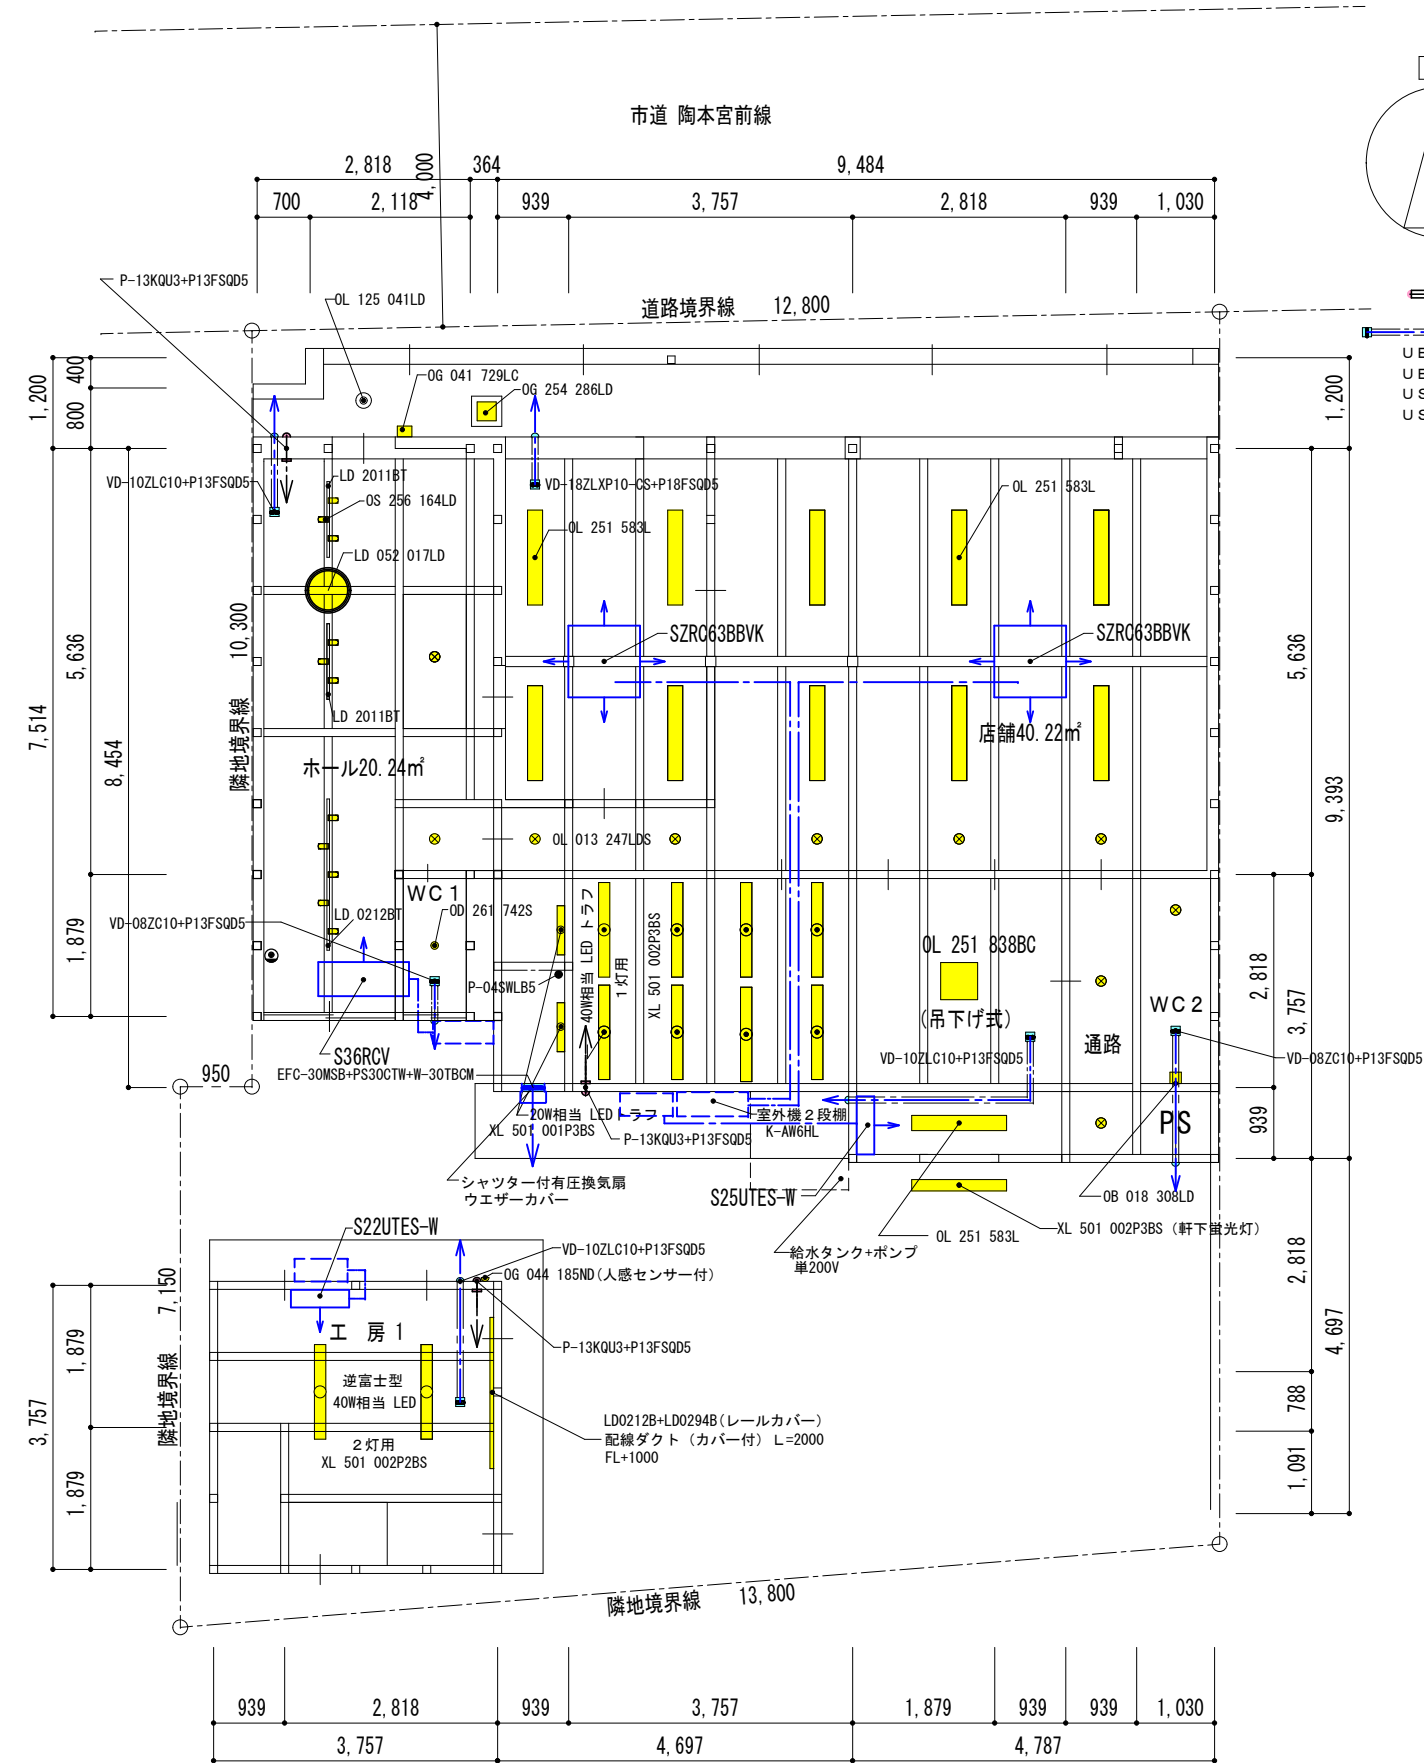 市道 陶本宮前線
2,818
364
9,484
4,000
700
2,118
939
3,757
2,818
939
1,030
P-13KQU3+P13FSQD5
OL 125 041LD
道路境界線 12,800
1,200
400
800
OG 041 729LC
OG 254 286LD
1,200
VD-10ZLC10+P13FSQD5
LD 2011BT
OS 256 164LD
VD-18ZLXP10-CS+P18FSQD5
OL 251 583L
OL 251 583L
LD 052 017LD
隣地境界線 10,300
SZRC63BBVK
SZRC63BBVK
5,636
7,514
8,454
5,636
9,393
LD 2011BT
店舗40.22㎡
ホール20.24㎡
OL 013 247LDS
WC1
1,879
VD-08ZC10+P13FSQD5
LD 0212BT
OD 261 742S
P-04SWLB5
40W相当 LED トラフ
1灯用
XL 501 002P3BS
OL 251 838BC
(吊下げ式)
WC2
通路
2,818
3,757
939
VD-10ZLC10+P13FSQD5
VD-08ZC10+P13FSQD5
950
S36RCV
EFC-30MSB+PS30CTW+W-30TBCM
20W相当 LEDトラフ
XL 501 001P3BS
P-13KQU3+P13FSQD5
室外機2段棚
K-AW6HL
PS
シャツター付有圧換気扇
ウエザーカバー
S25UTES-W
OB 018 308LD
XL 501 002P3BS (軒下蛍光灯)
OL 251 583L
給水タンク+ポンプ
単200V
S22UTES-W
VD-10ZLC10+P13FSQD5
OG 044 185ND(人感センサー付)
P-13KQU3+P13FSQD5
隣地境界線 7,150
工 房1
逆富士型
40W相当 LED
2灯用
XL 501 002P2BS
LD0212B+LD0294B(レールカバー)
配線ダクト (カバー付) L=2000
FL+1000
3,757
1,879
1,879
2,818
4,697
788
1,091
隣地境界線 13,800
939
2,818
939
3,757
1,879
939
939
1,030
3,757
4,697
4,787